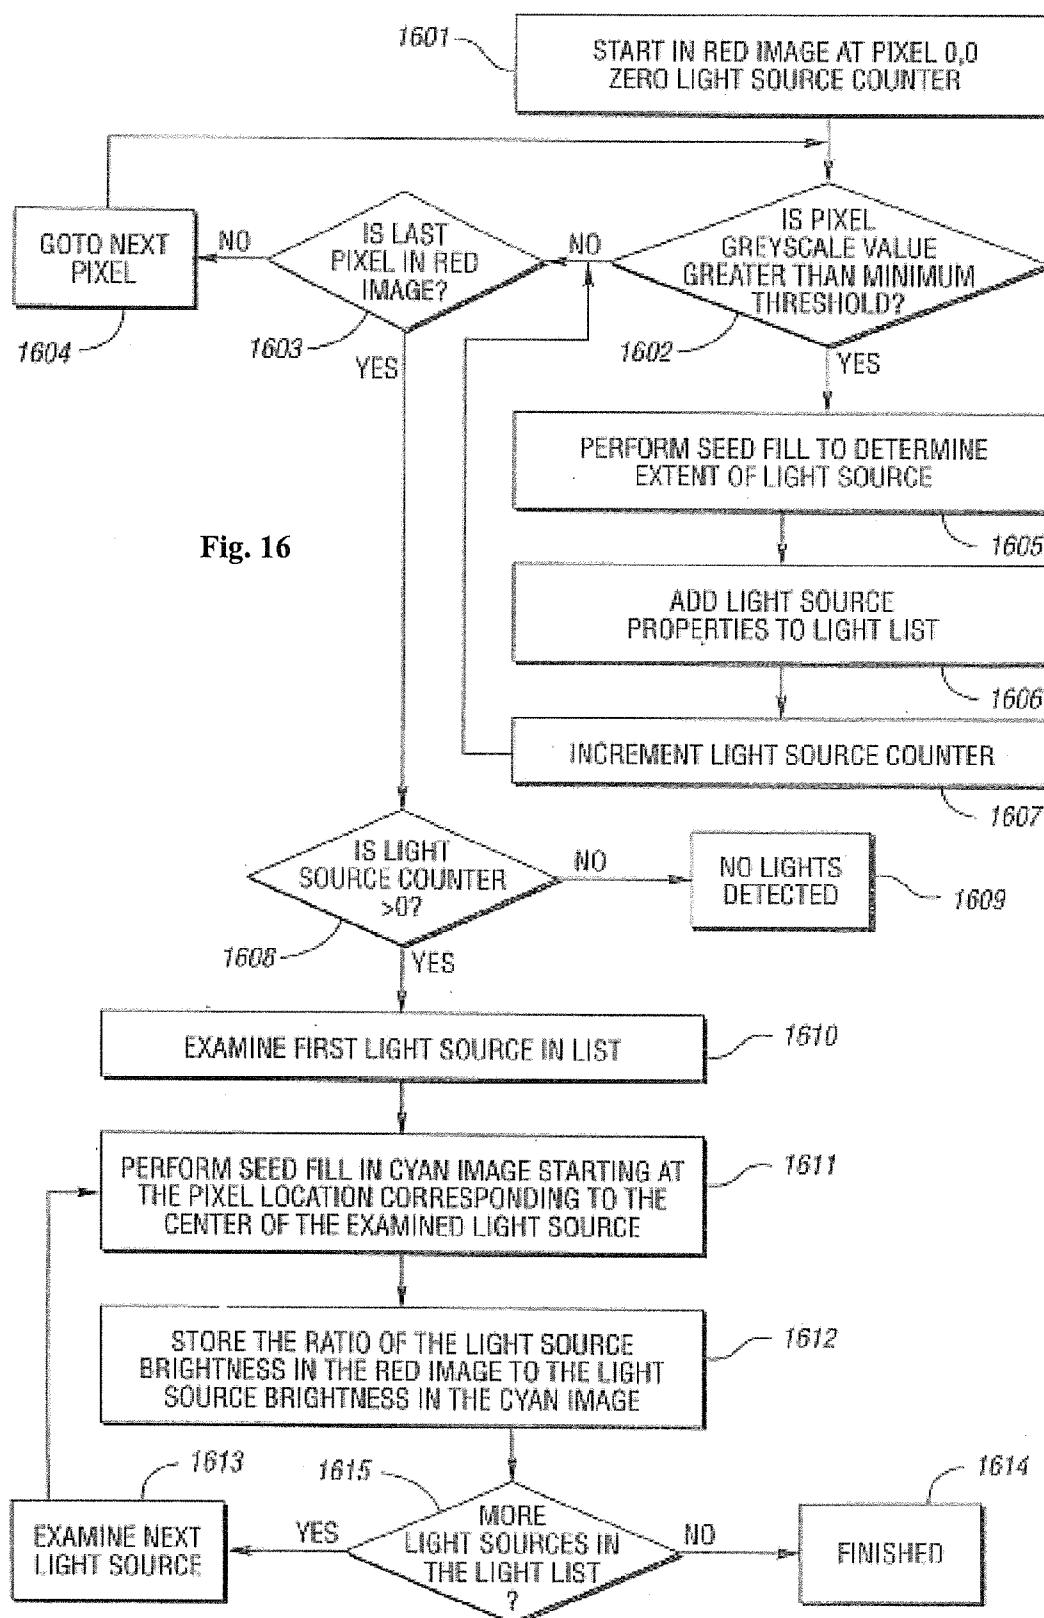 1601
START IN RED IMAGE AT PIXEL 0,0
ZERO LIGHT SOURCE COUNTER
GOTO NEXT
PIXEL
1604
NO
IS LAST
PIXEL IN RED
IMAGE?
1603
YES
NO
IS PIXEL
GREYSCALE VALUE
GREATER THAN MINIMUM
THRESHOLD?
1602
YES
PERFORM SEED FILL TO DETERMINE
EXTENT OF LIGHT SOURCE
1605
Fig. 16
ADD LIGHT SOURCE
PROPERTIES TO LIGHT LIST
1606
INCREMENT LIGHT SOURCE COUNTER
1607
IS LIGHT
SOURCE COUNTER
>0?
1608
NO
NO LIGHTS
DETECTED
1609
YES
EXAMINE FIRST LIGHT SOURCE IN LIST
1610
PERFORM SEED FILL IN CYAN IMAGE STARTING AT
THE PIXEL LOCATION CORRESPONDING TO THE
CENTER OF THE EXAMINED LIGHT SOURCE
1611
STORE THE RATIO OF THE LIGHT SOURCE
BRIGHTNESS IN THE RED IMAGE TO THE LIGHT
SOURCE BRIGHTNESS IN THE CYAN IMAGE
1612
1613
EXAMINE NEXT
LIGHT SOURCE
YES
1615
MORE
LIGHT SOURCES IN
THE LIGHT LIST
?
NO
1614
FINISHED